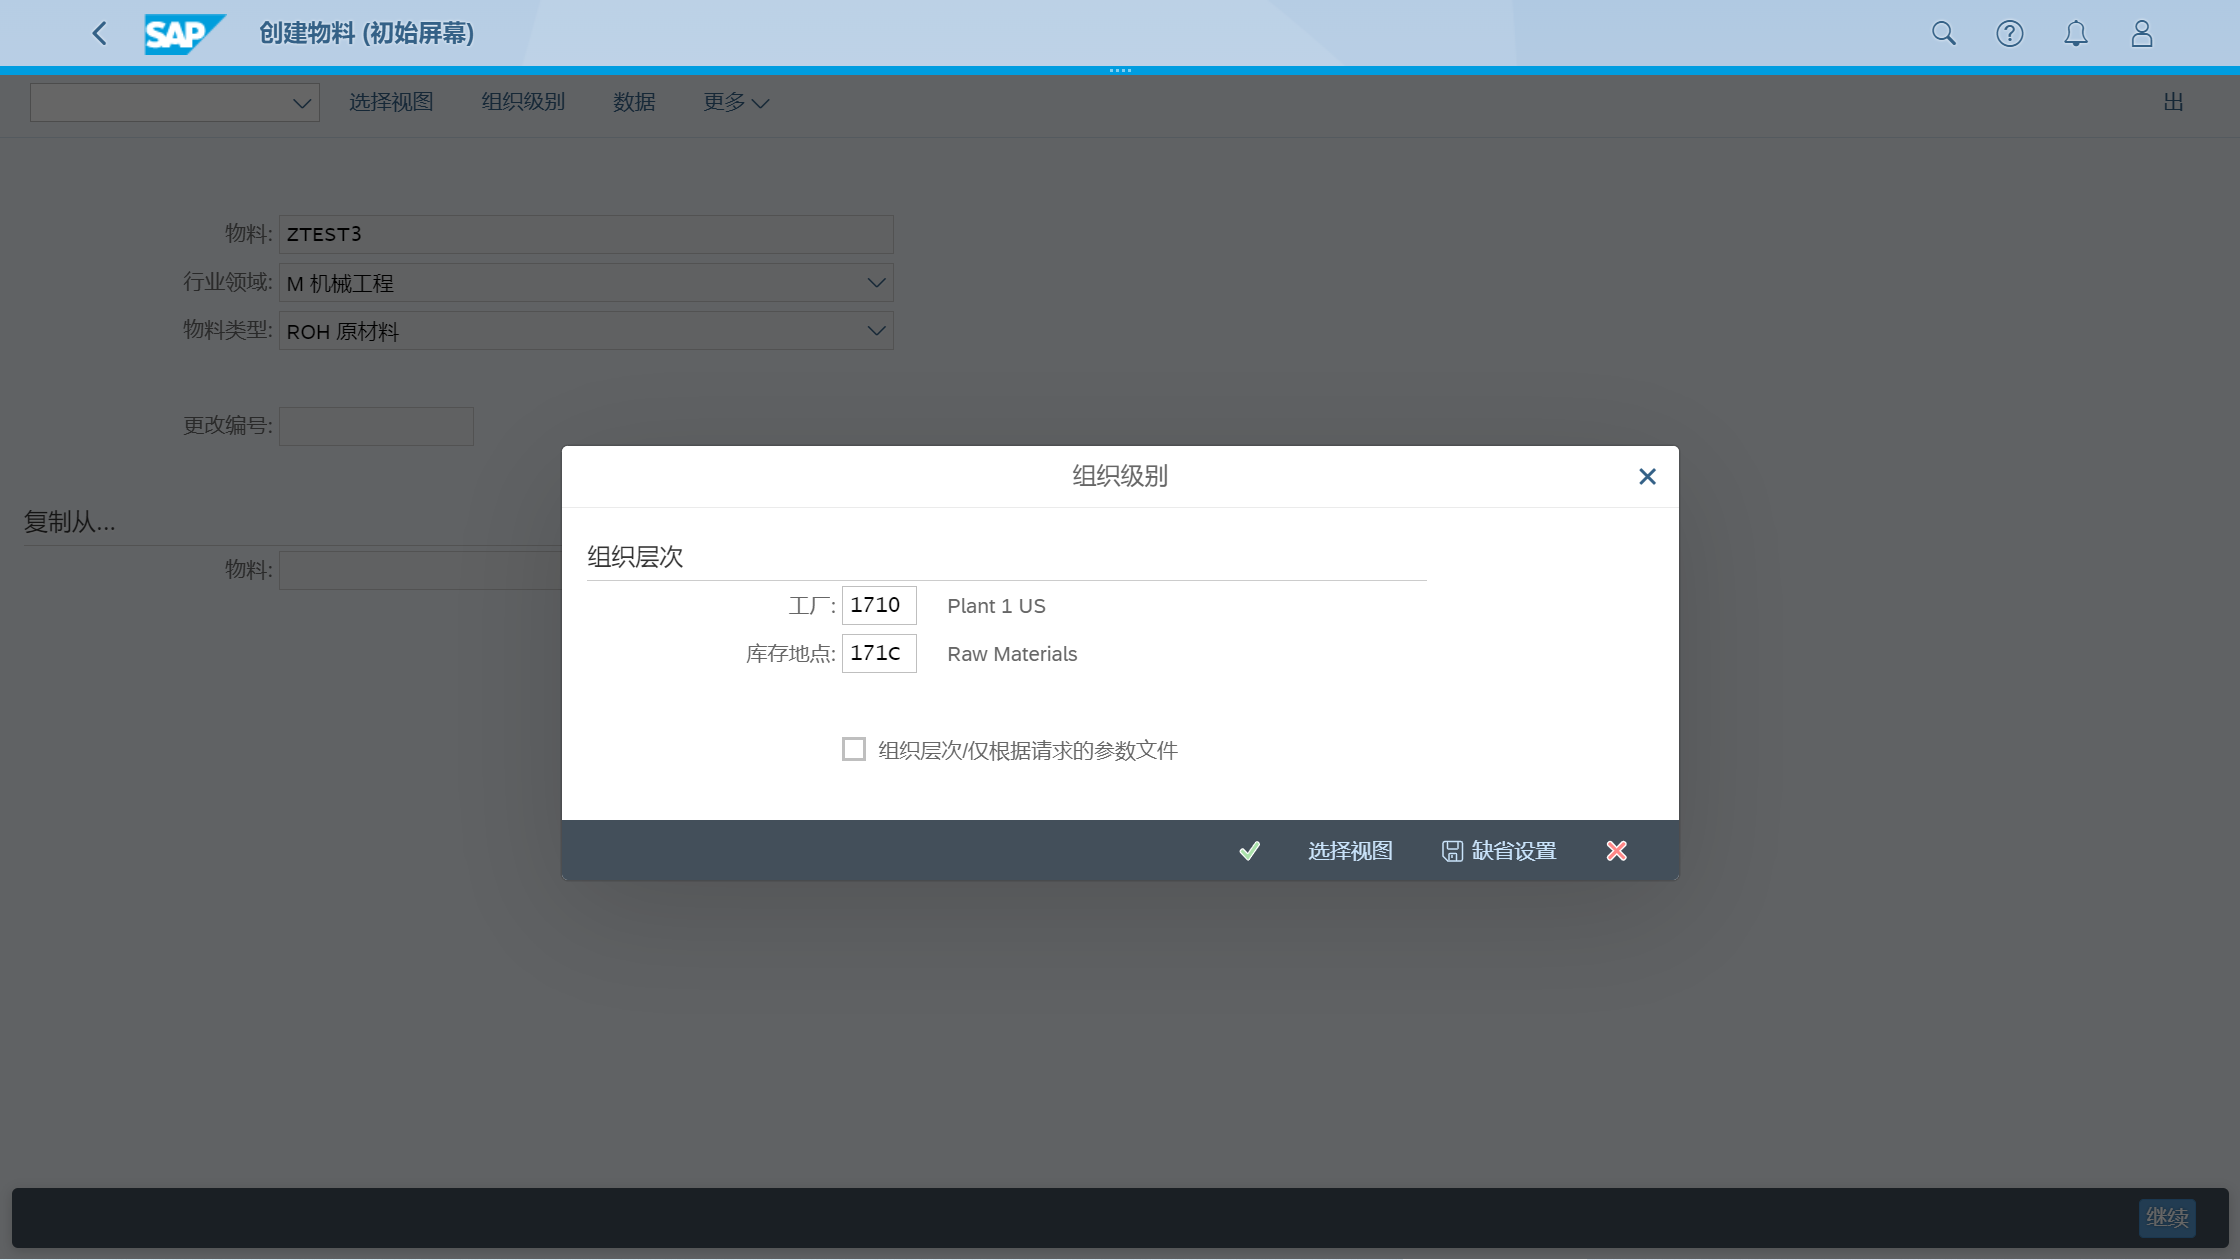 SAP 创建物料 (初始屏幕)
选择视图 组织级别 数据 更多 出
物料: ZTEST3
行业领域: M 机械工程
物料类型: ROH 原材料
更改编号:
复制从...
物料:
组织级别
组织层次
工厂: 1710 Plant 1 US
库存地点: 171C Raw Materials
组织层次/仅根据请求的参数文件
选择视图 缺省设置
继续